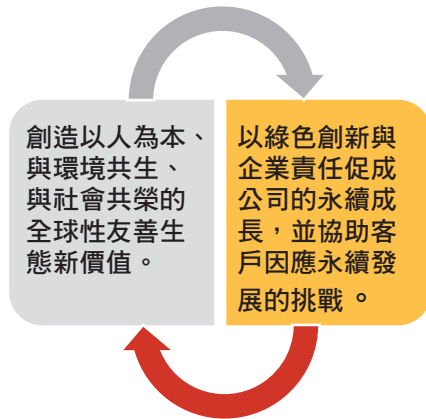 創造以人為本、
與環境共生、
與社會共榮的
全球性友善生
態新價值。
以綠色創新與
企業責任促成
公司的永續成
長，並協助客
戶因應永續發
展的挑戰。